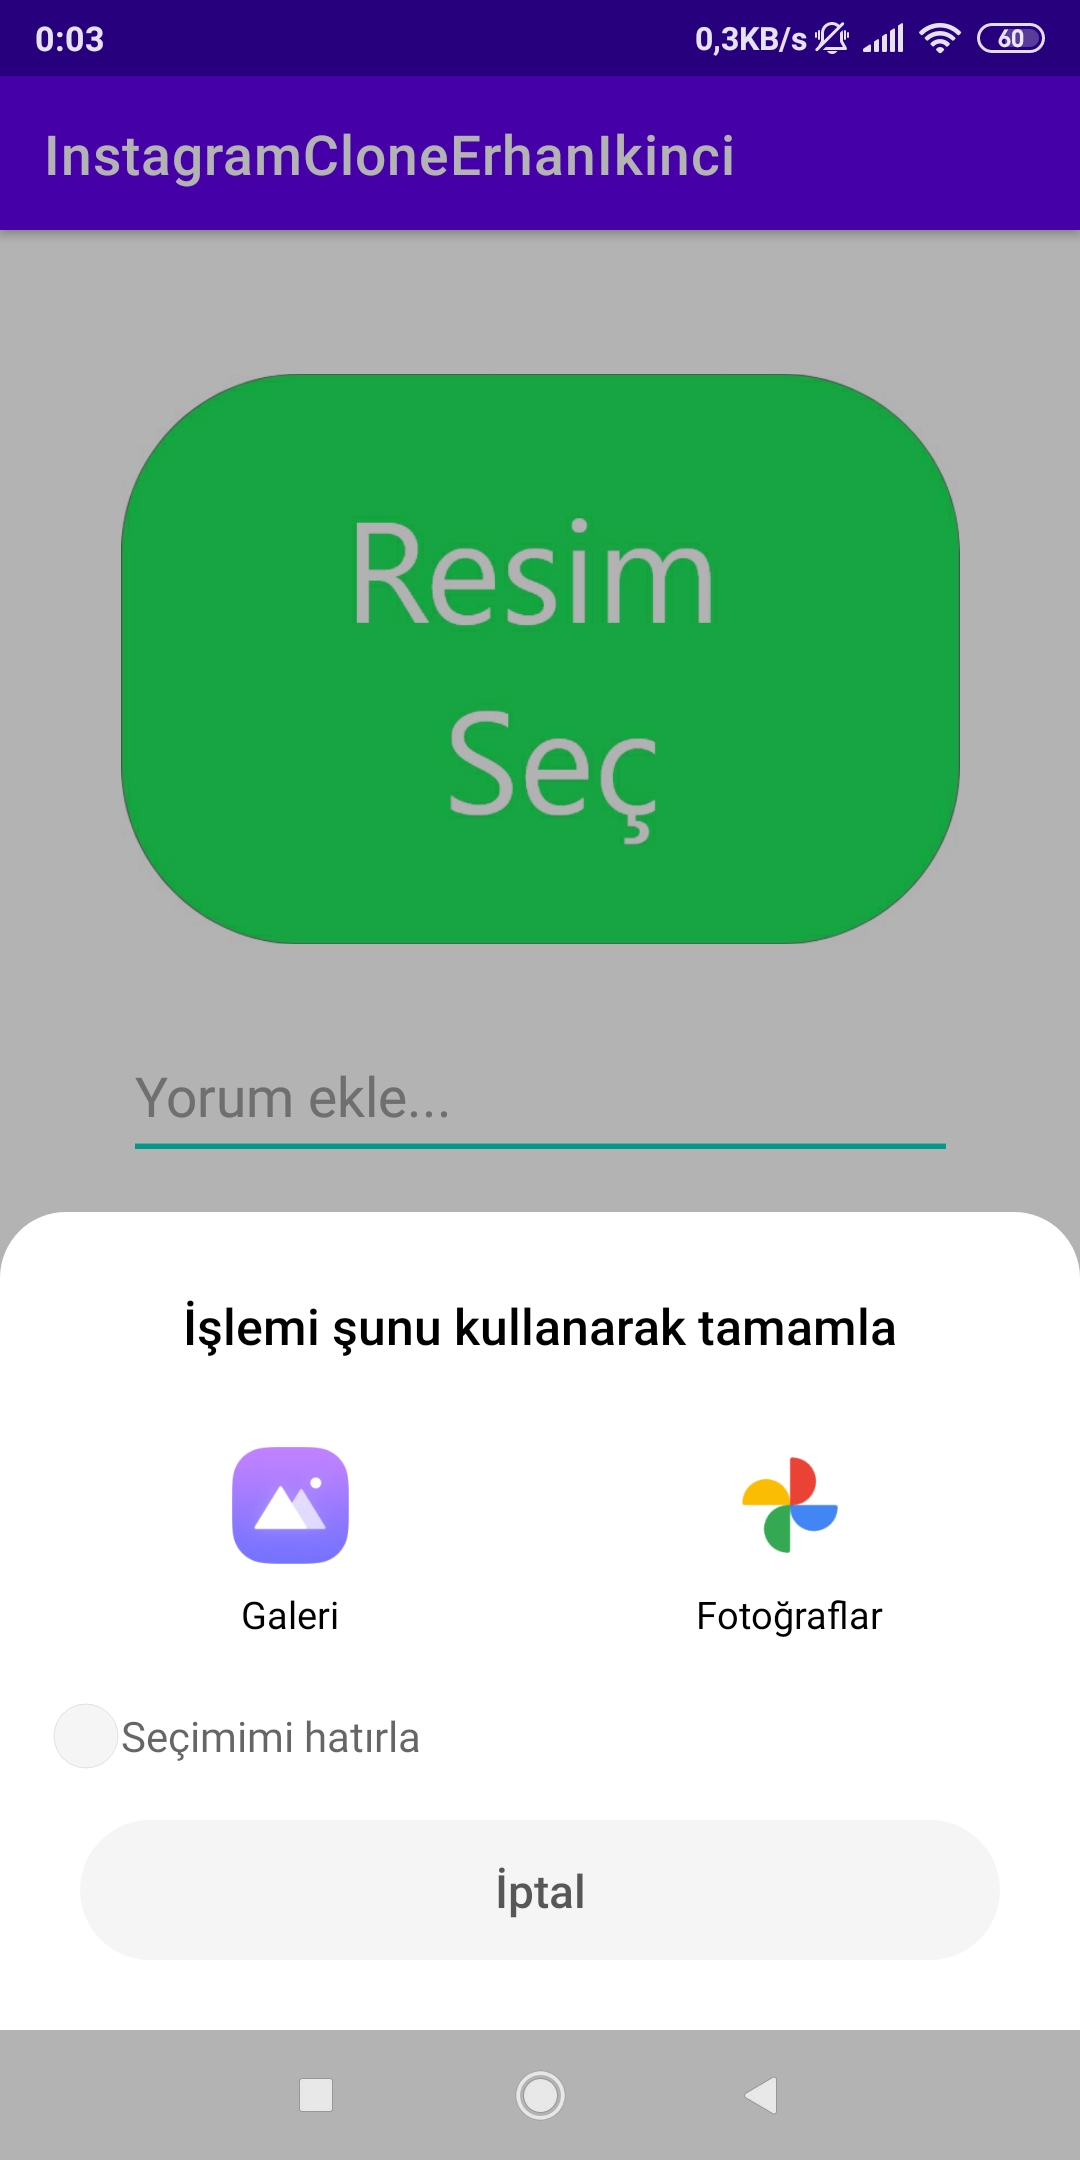 0:03
0,3KB/s 60
InstagramCloneErhanIkinci
Resim
Seç
Yorum ekle...
İşlemi şunu kullanarak tamamla
Galeri Fotoğraflar
Seçimimi hatırla
İptal